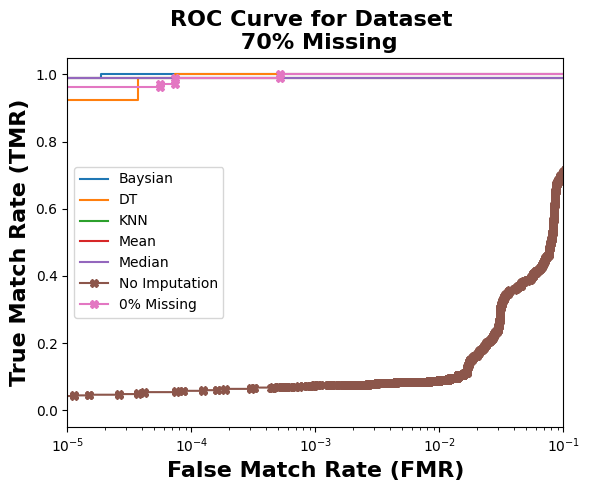 ROC Curve for Dataset
70% Missing
True Match Rate (TMR)
1.0
0.8
0.6
0.4
0.2
0.0
Baysian
DT
KNN
Mean
Median
No Imputation
0% Missing
10⁻⁵ 10⁻⁴ 10⁻³ 10⁻² 10⁻¹
False Match Rate (FMR)